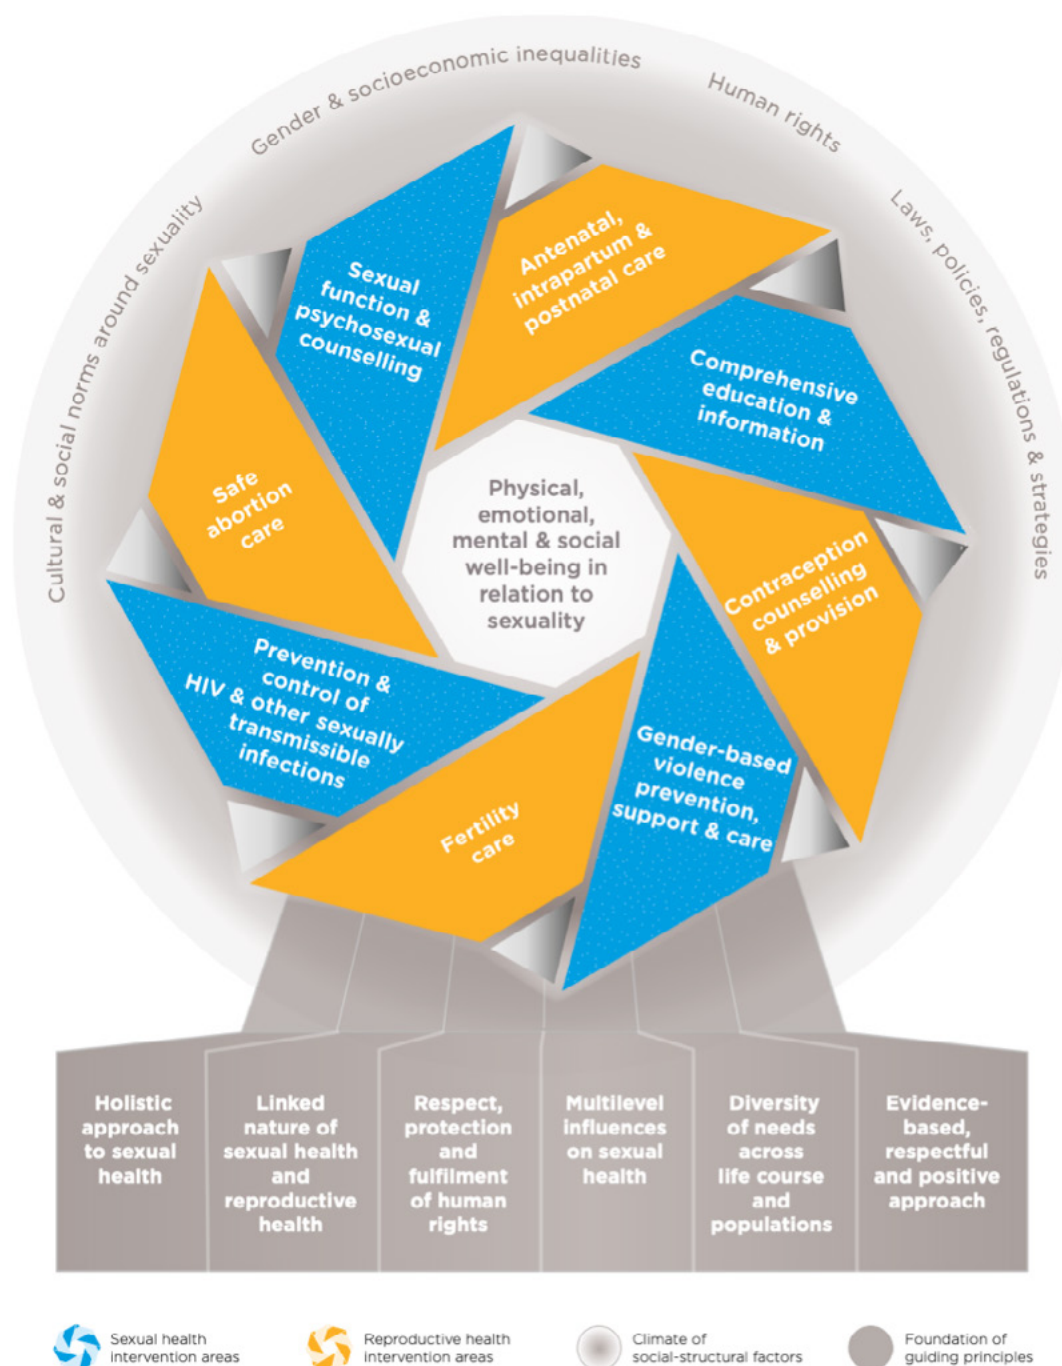 Gender & socioeconomic inequalities
Human rights
Cultural & social norms around sexuality
Laws, policies, regulations & strategies
Sexual
function &
psychosexual
counselling
Antenatal,
intrapartum &
postnatal care
Comprehensive
education &
information
Safe
abortion
care
Physical,
emotional,
mental & social
well-being in
relation to
sexuality
Contraception
counselling
& provision
Prevention &
control of
HIV & other sexually
transmissible
infections
Fertility
care
Gender-based
violence
prevention,
support & care
Holistic
approach
to sexual
health
Linked
nature of
sexual health
and
reproductive
health
Respect,
protection
and
fulfilment
of human
rights
Multilevel
influences
on sexual
health
Diversity
of needs
across
life course
and
populations
Evidence-
based,
respectful
and positive
approach
Sexual health
intervention areas
Reproductive health
intervention areas
Climate of
social-structural factors
Foundation of
guiding principles